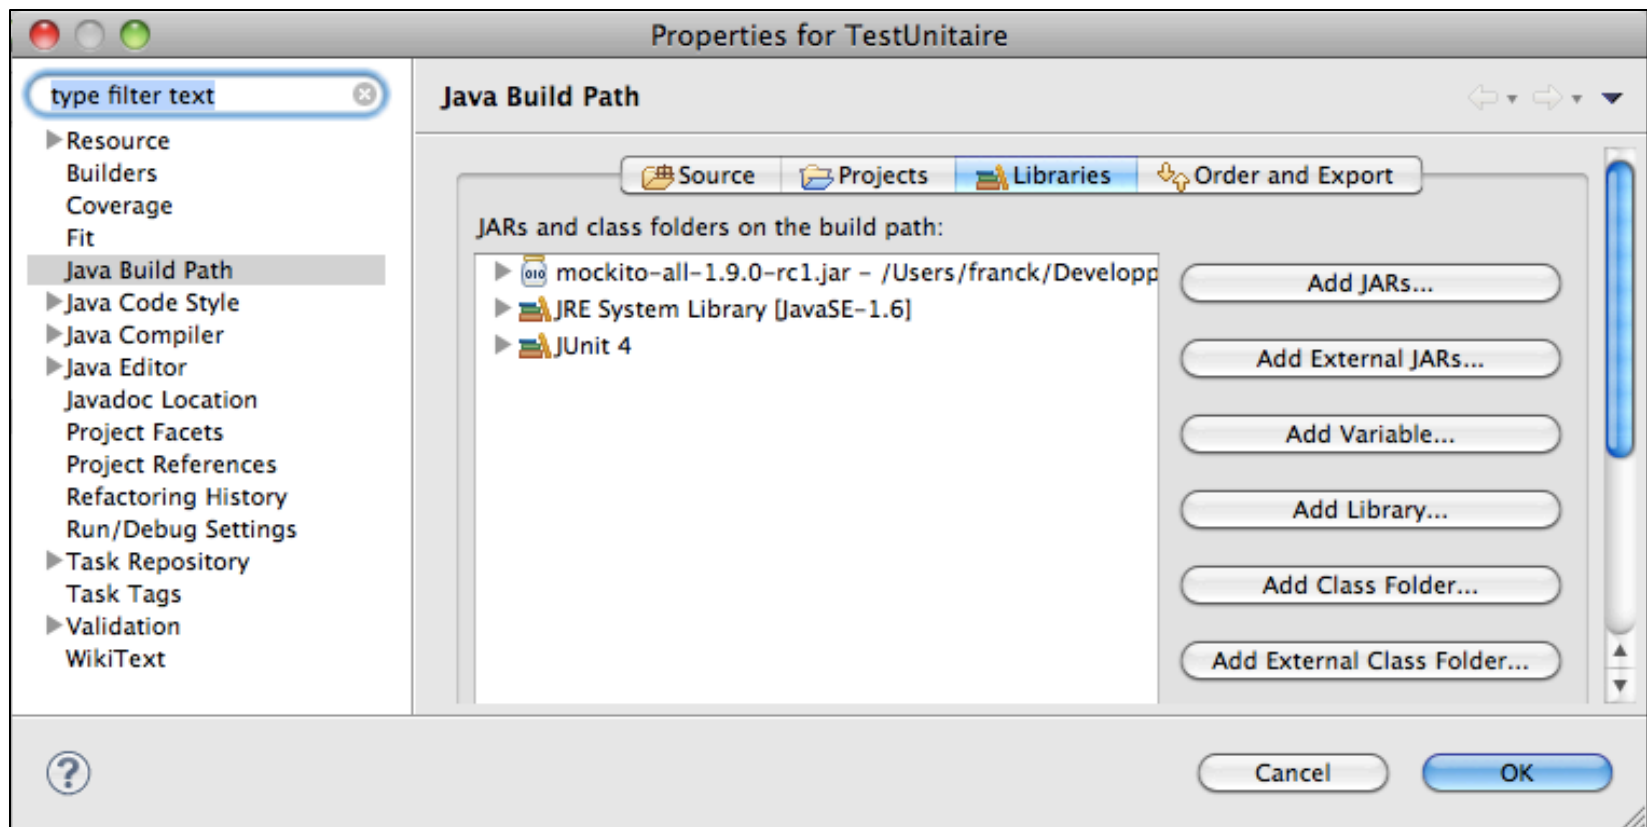 Properties for TestUnitaire
type filter text
Resource
Builders
Coverage
Fit
Java Build Path
Java Code Style
Java Compiler
Java Editor
Javadoc Location
Project Facets
Project References
Refactoring History
Run/Debug Settings
Task Repository
Task Tags
Validation
WikiText
Java Build Path
Source Projects Libraries Order and Export
JARs and class folders on the build path:
010 mockito-all-1.9.0-rc1.jar - /Users/franck/Developp
JRE System Library [JavaSE-1.6]
JUnit 4
Add JARs...
Add External JARs...
Add Variable...
Add Library...
Add Class Folder...
Add External Class Folder...
?
Cancel OK